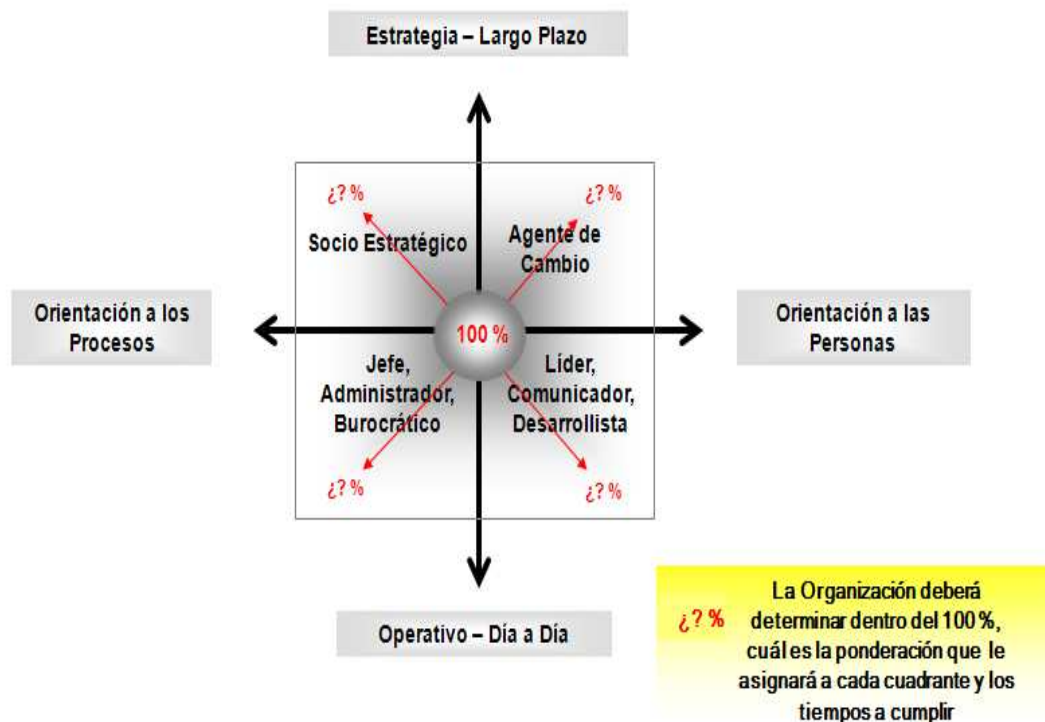 Estrategia – Largo Plazo
¿? %
¿? %
Socio Estratégico
Agente de
Cambio
Orientación a los
Procesos
100 %
Orientación a las
Personas
Jefe,
Administrador,
Burocrático
Líder,
Comunicador,
Desarrollista
¿? %
¿? %
Operativo – Día a Día
¿? %
La Organización deberá
determinar dentro del 100 %,
cuál es la ponderación que le
asignará a cada cuadrante y los
tiempos a cumplir